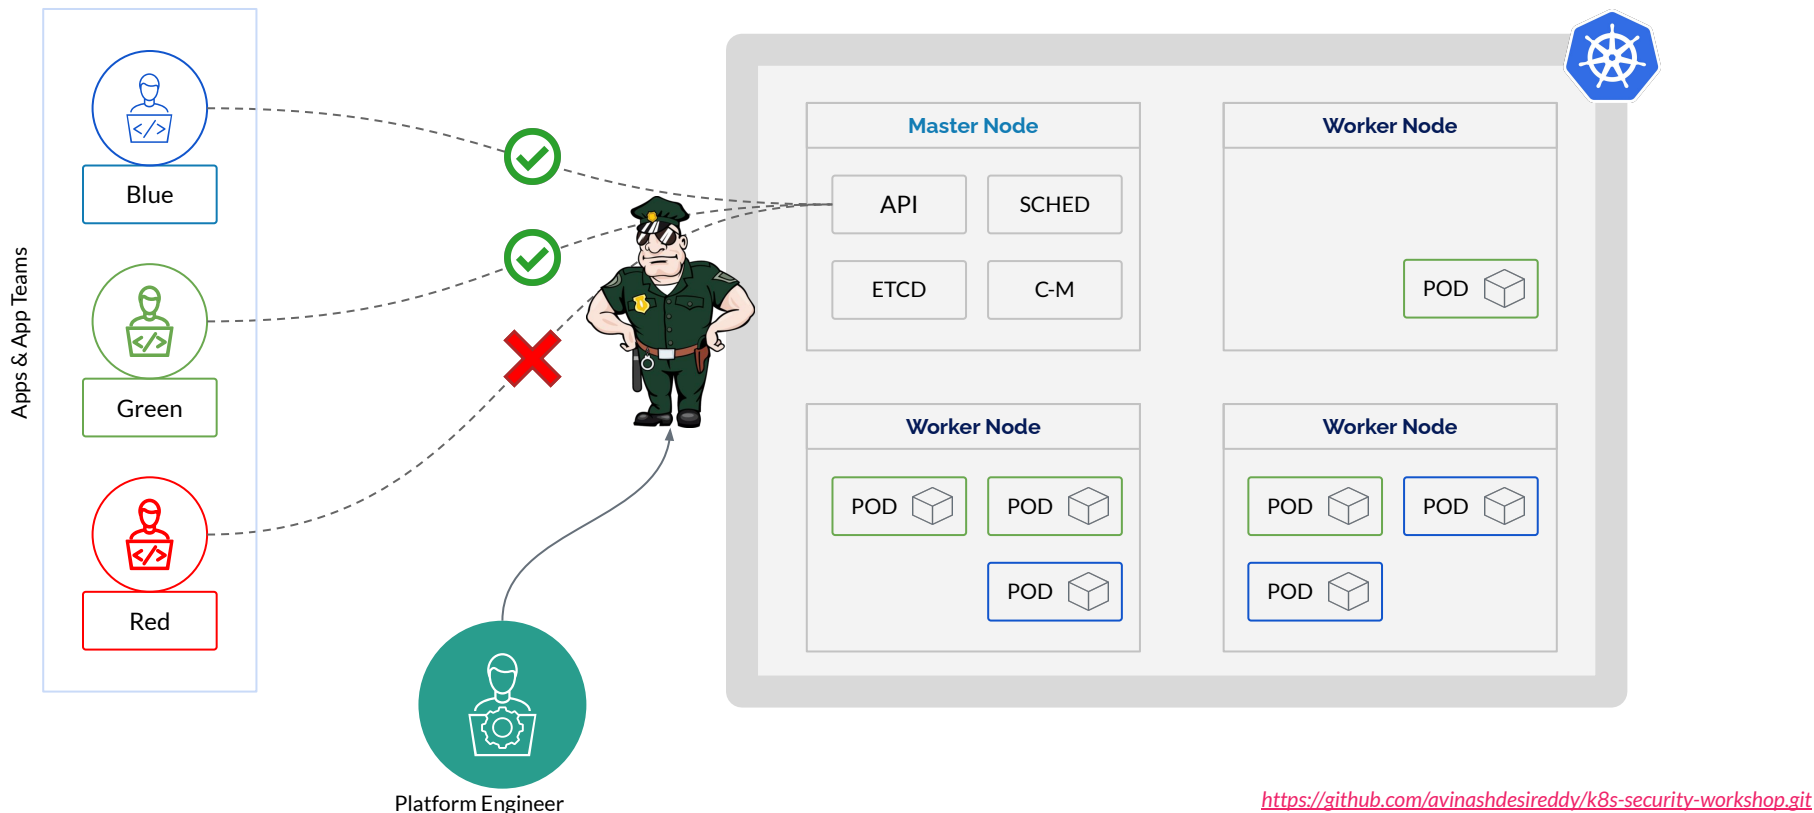 Apps & App Teams
</>
Blue
</>
Green
</>
Red
Platform Engineer
Master Node
API
SCHED
ETCD
C-M
Worker Node
POD
Worker Node
POD
POD
POD
Worker Node
POD
POD
POD
https://github.com/avinashdesireddy/k8s-security-workshop.git